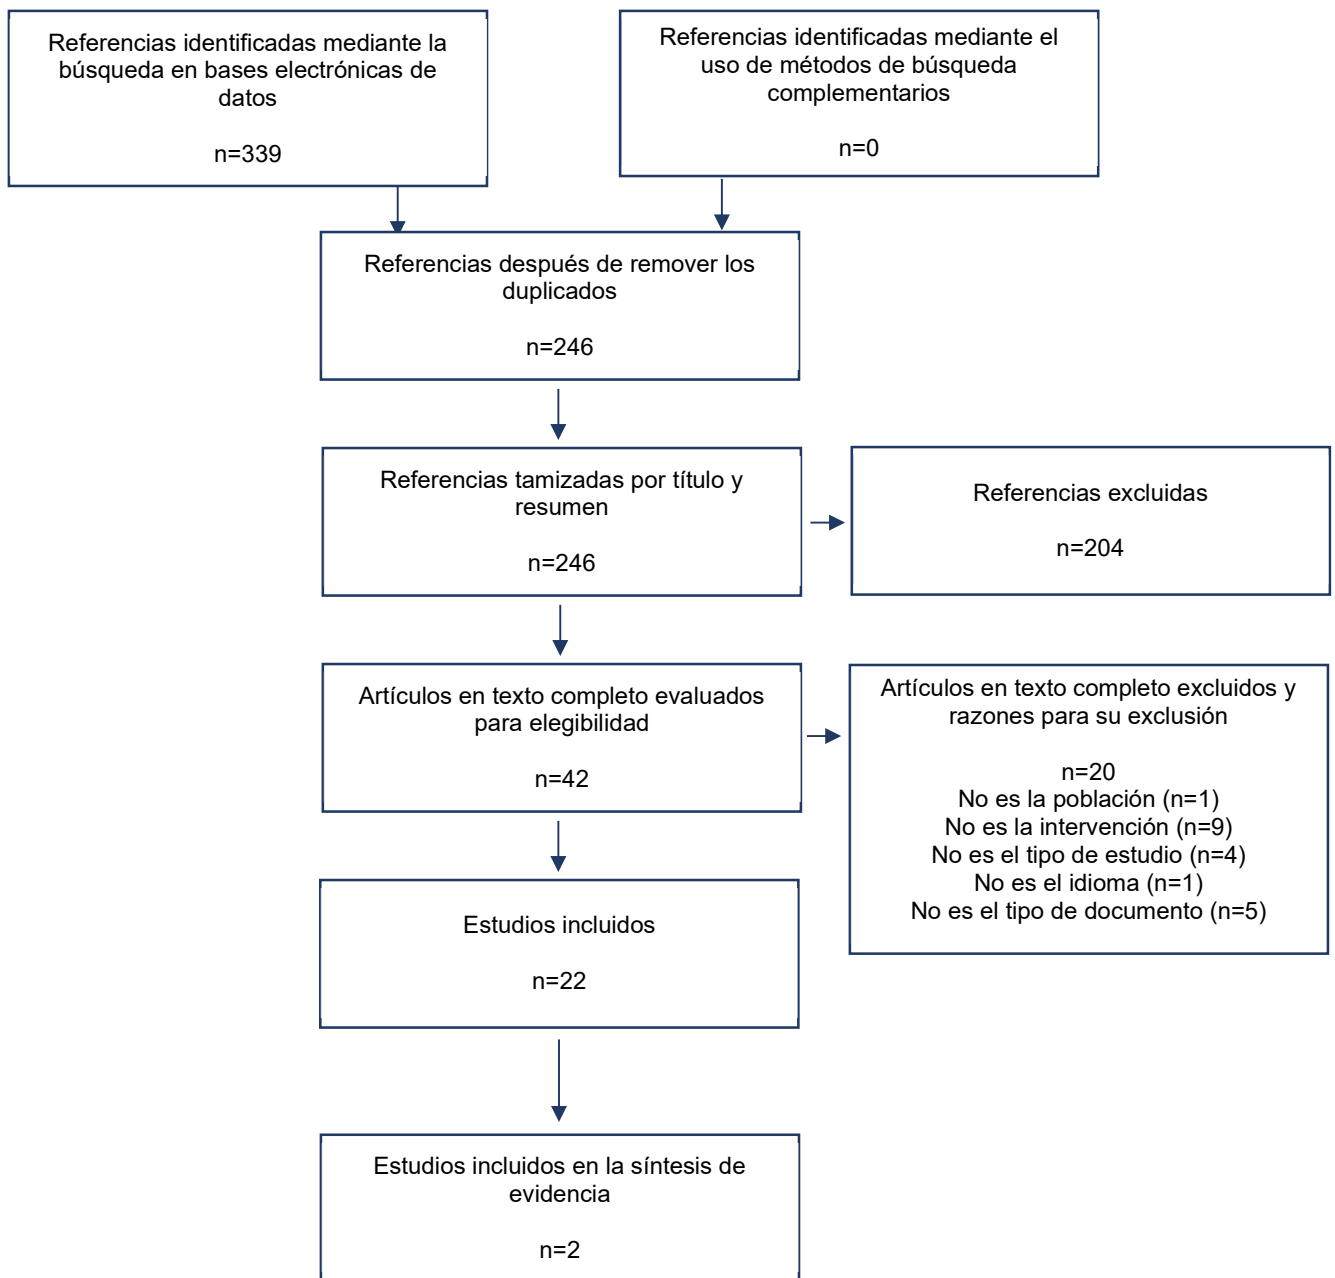 Referencias identificadas mediante la
búsqueda en bases electrónicas de
datos
n=339
Referencias identificadas mediante el
uso de métodos de búsqueda
complementarios
n=0
Referencias después de remover los
duplicados
n=246
Referencias tamizadas por título y
resumen
n=246
Referencias excluidas
n=204
Artículos en texto completo evaluados
para elegibilidad
n=42
Artículos en texto completo excluidos y
razones para su exclusión
n=20
No es la población (n=1)
No es la intervención (n=9)
No es el tipo de estudio (n=4)
No es el idioma (n=1)
No es el tipo de documento (n=5)
Estudios incluidos
n=22
Estudios incluidos en la síntesis de
evidencia
n=2